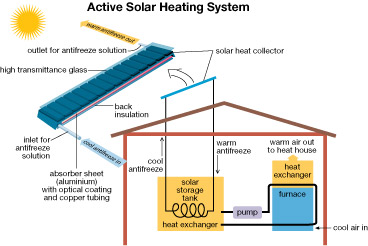 Active Solar Heating System
warm antifreeze out
outlet for antifreeze solution
solar heat collector
high transmittance glass
back
insulation
inlet for
antifreeze
solution
cool antifreeze in
absorber sheet
(aluminium)
with optical coating
and copper tubing
cool
antifreeze
warm
antifreeze
warm air out
to heat house
heat
exchanger
solar
storage
tank
furnace
pump
heat exchanger
cool air in